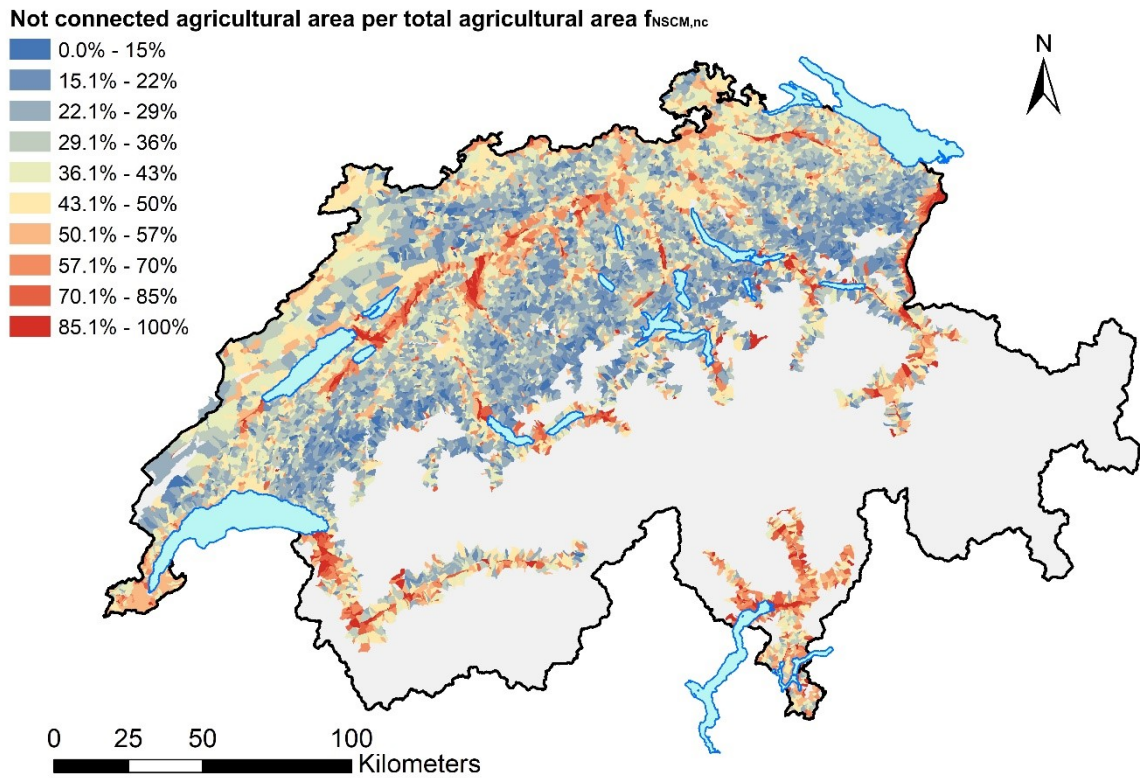 Not connected agricultural area per total agricultural area fNSCM,nc
0.0% - 15%
15.1% - 22%
22.1% - 29%
29.1% - 36%
36.1% - 43%
43.1% - 50%
50.1% - 57%
57.1% - 70%
70.1% - 85%
85.1% - 100%
N
0 25 50 100
Kilometers